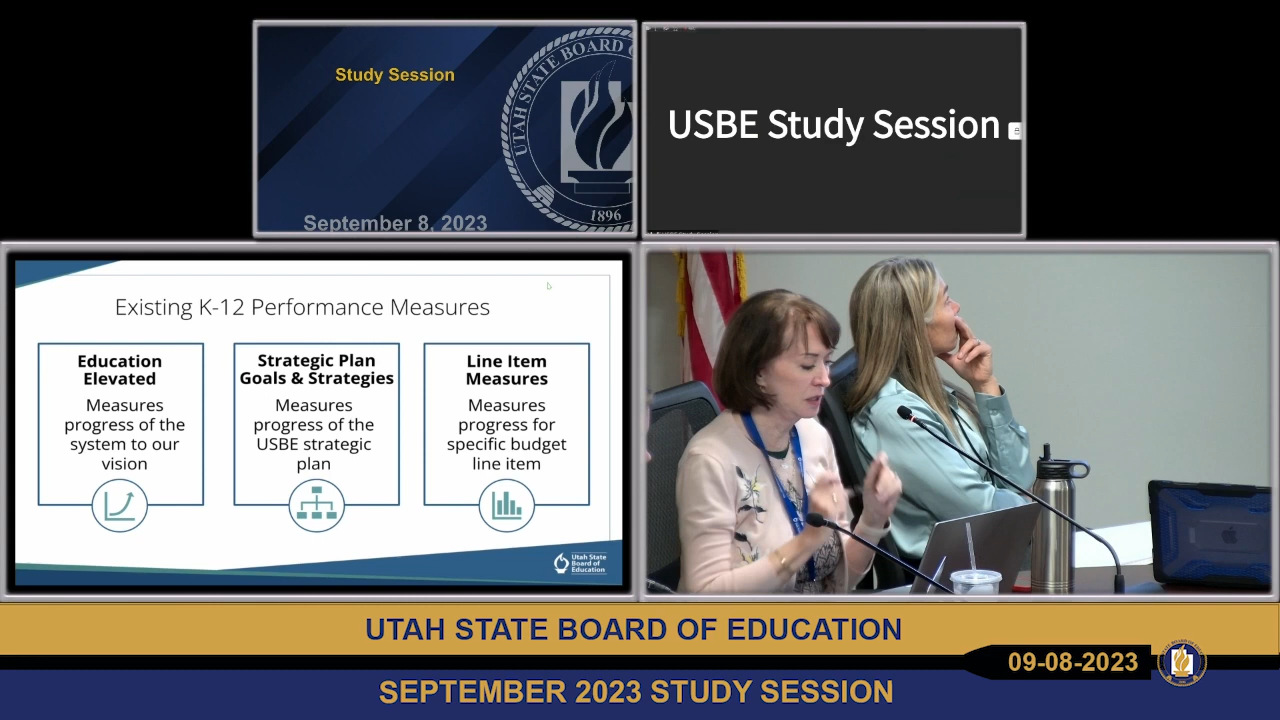 Study Session
UTAH STATE BOARD OF
1896
September 8, 2023
USBE Study Session
Existing K-12 Performance Measures
Education
Elevated
Measures
progress of the
system to our
vision
Strategic Plan
Goals & Strategies
Measures
progress of the
USBE strategic
plan
Line Item
Measures
Measures
progress for
specific budget
line item
Utah State
Board of
Education
UTAH STATE BOARD OF EDUCATION
09-08-2023
SEPTEMBER 2023 STUDY SESSION